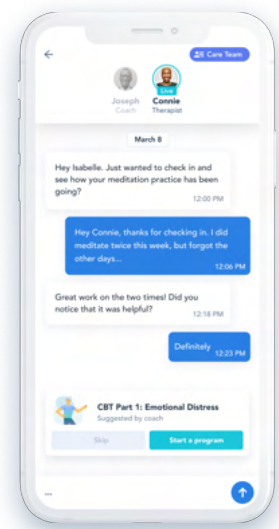 Care Team
Live
Joseph Connie
Coach Therapist
March 8
Hey Isabelle. Just wanted to check in and
see how your meditation practice has been
going?
12:00 PM
Hey Connie, thanks for checking in. I did
meditate twice this week, but forgot the
other days...
12:06 PM
Great work on the two times! Did you
notice that it was helpful?
12:18 PM
Definitely
12:23 PM
CBT Part 1: Emotional Distress
Suggested by coach
Skip Start a program
...